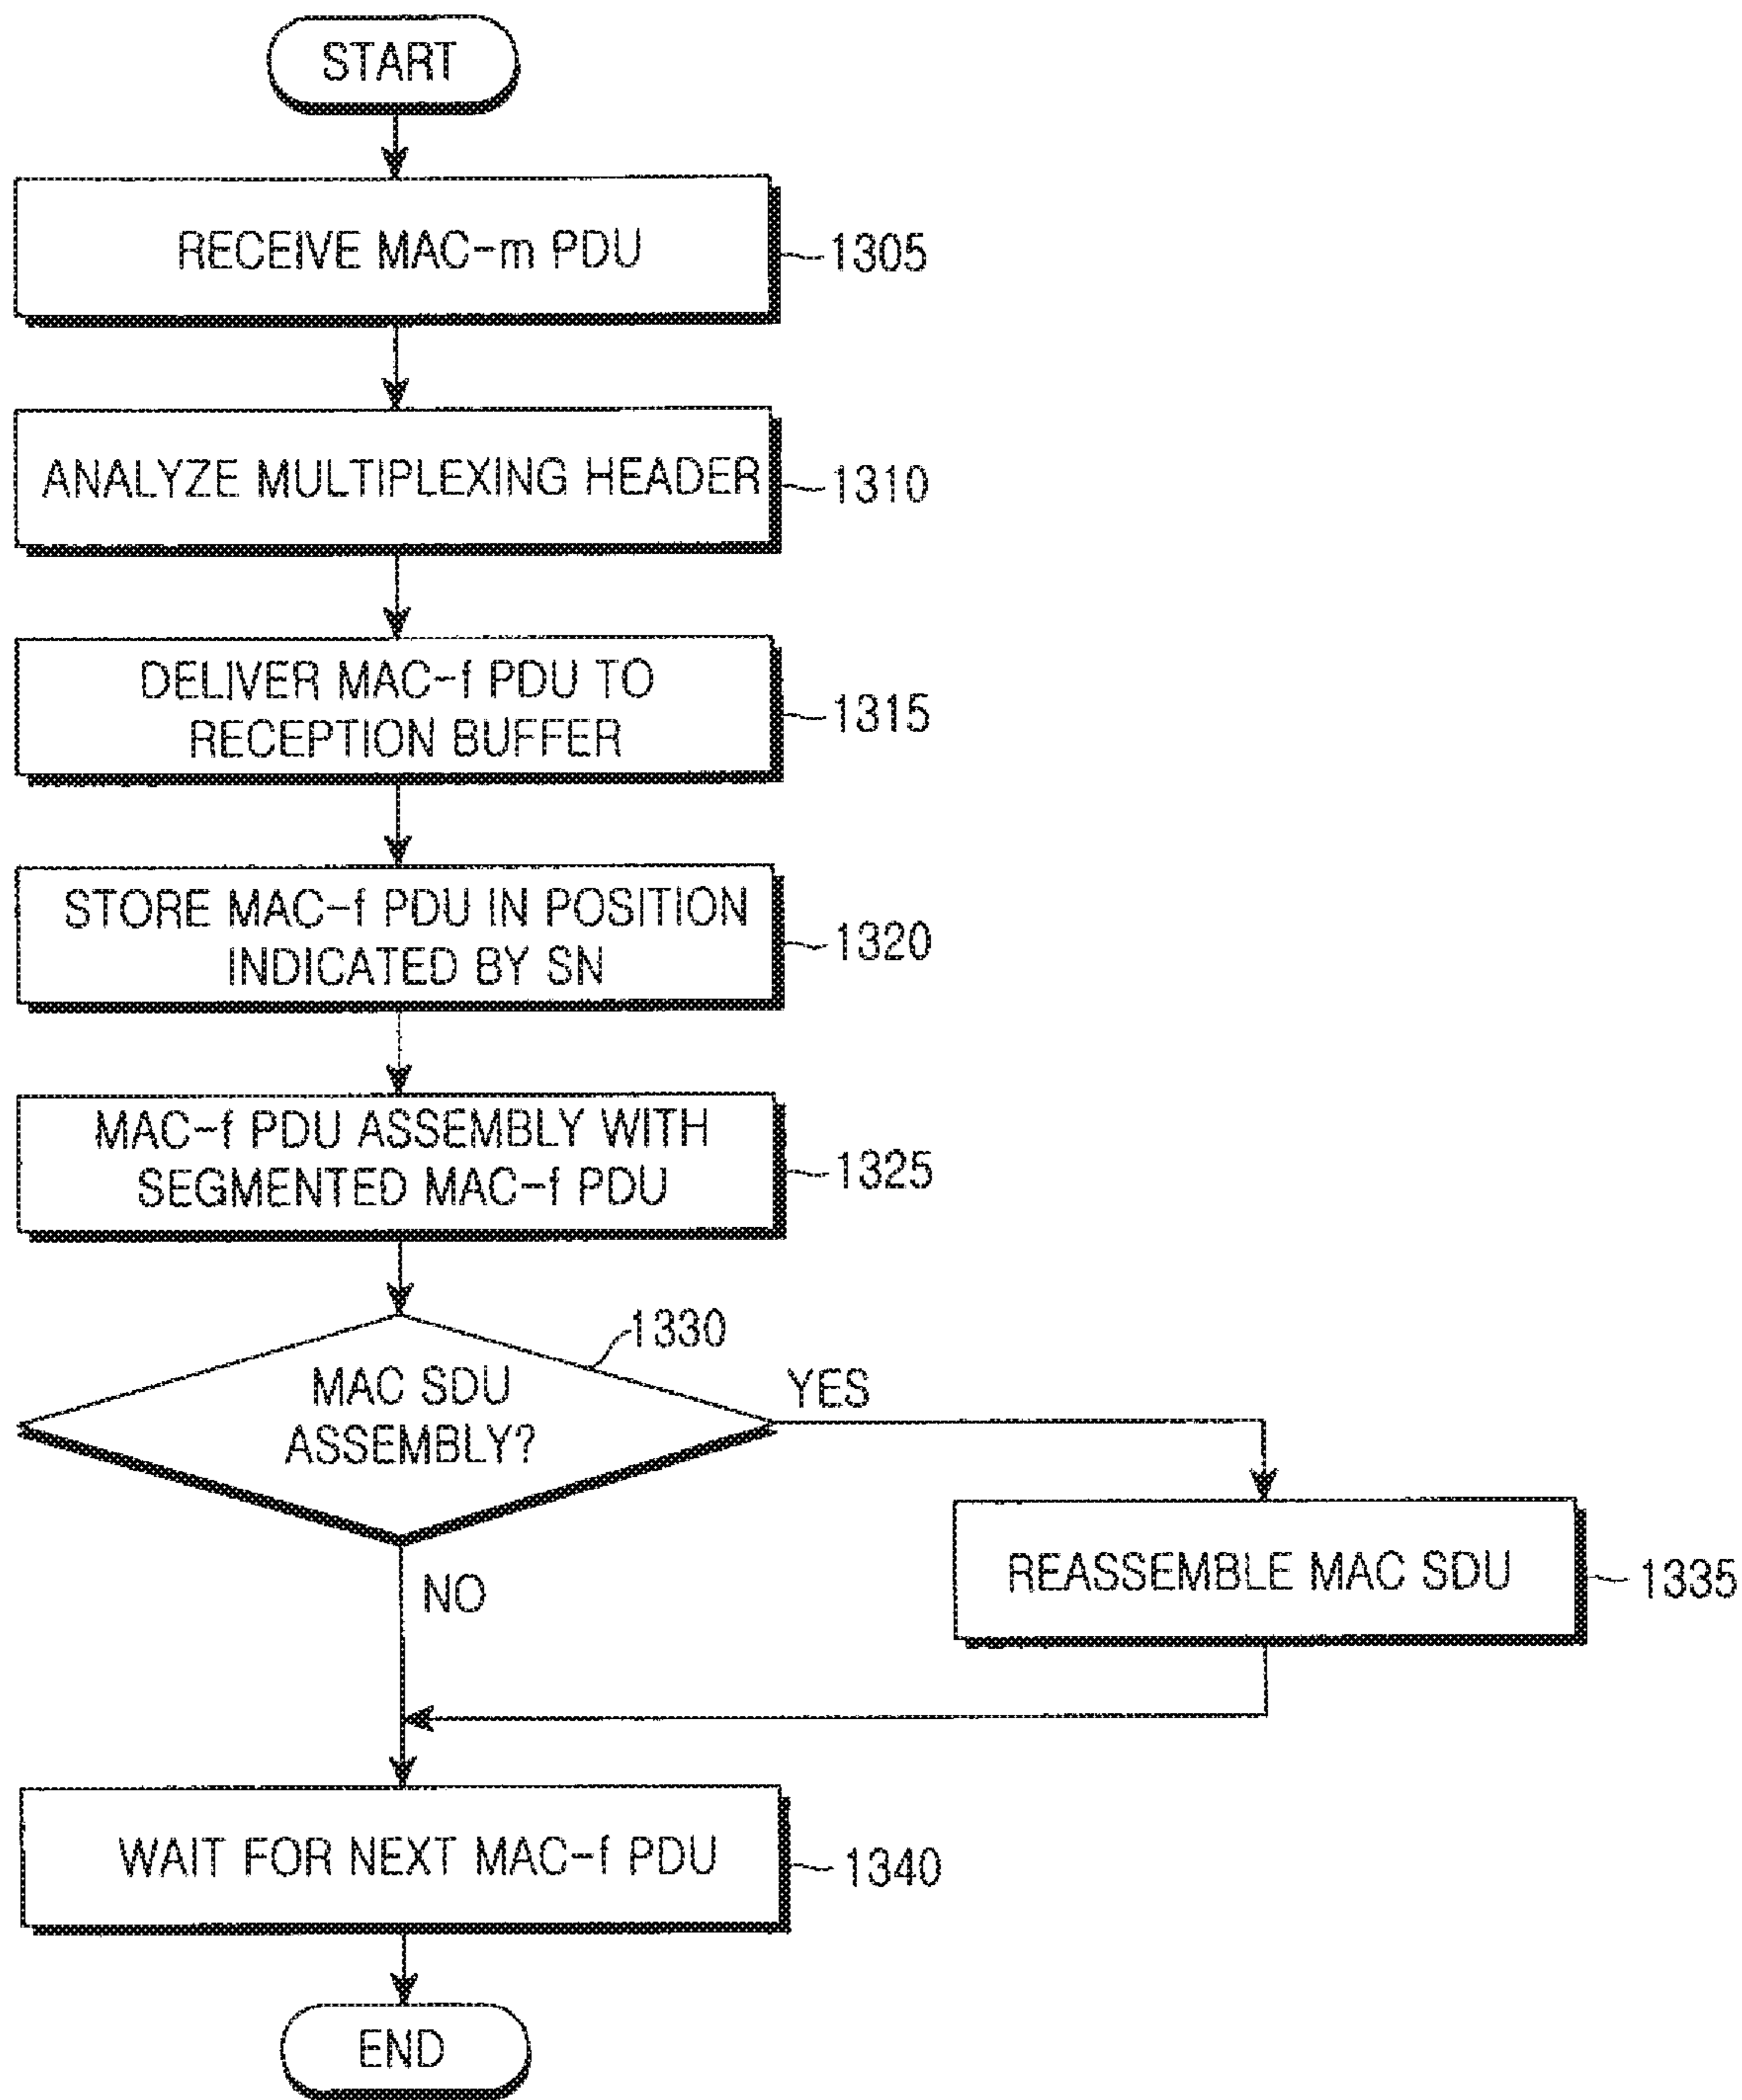 START
RECEIVE MAC-m PDU
1305
ANALYZE MULTIPLEXING HEADER
1310
DELIVER MAC-f PDU TO
RECEPTION BUFFER
1315
STORE MAC-f PDU IN POSITION
INDICATED BY SN
1320
MAC-f PDU ASSEMBLY WITH
SEGMENTED MAC-f PDU
1325
1330
MAC SDU
ASSEMBLY?
YES
NO
REASSEMBLE MAC SDU
1335
WAIT FOR NEXT MAC-f PDU
1340
END